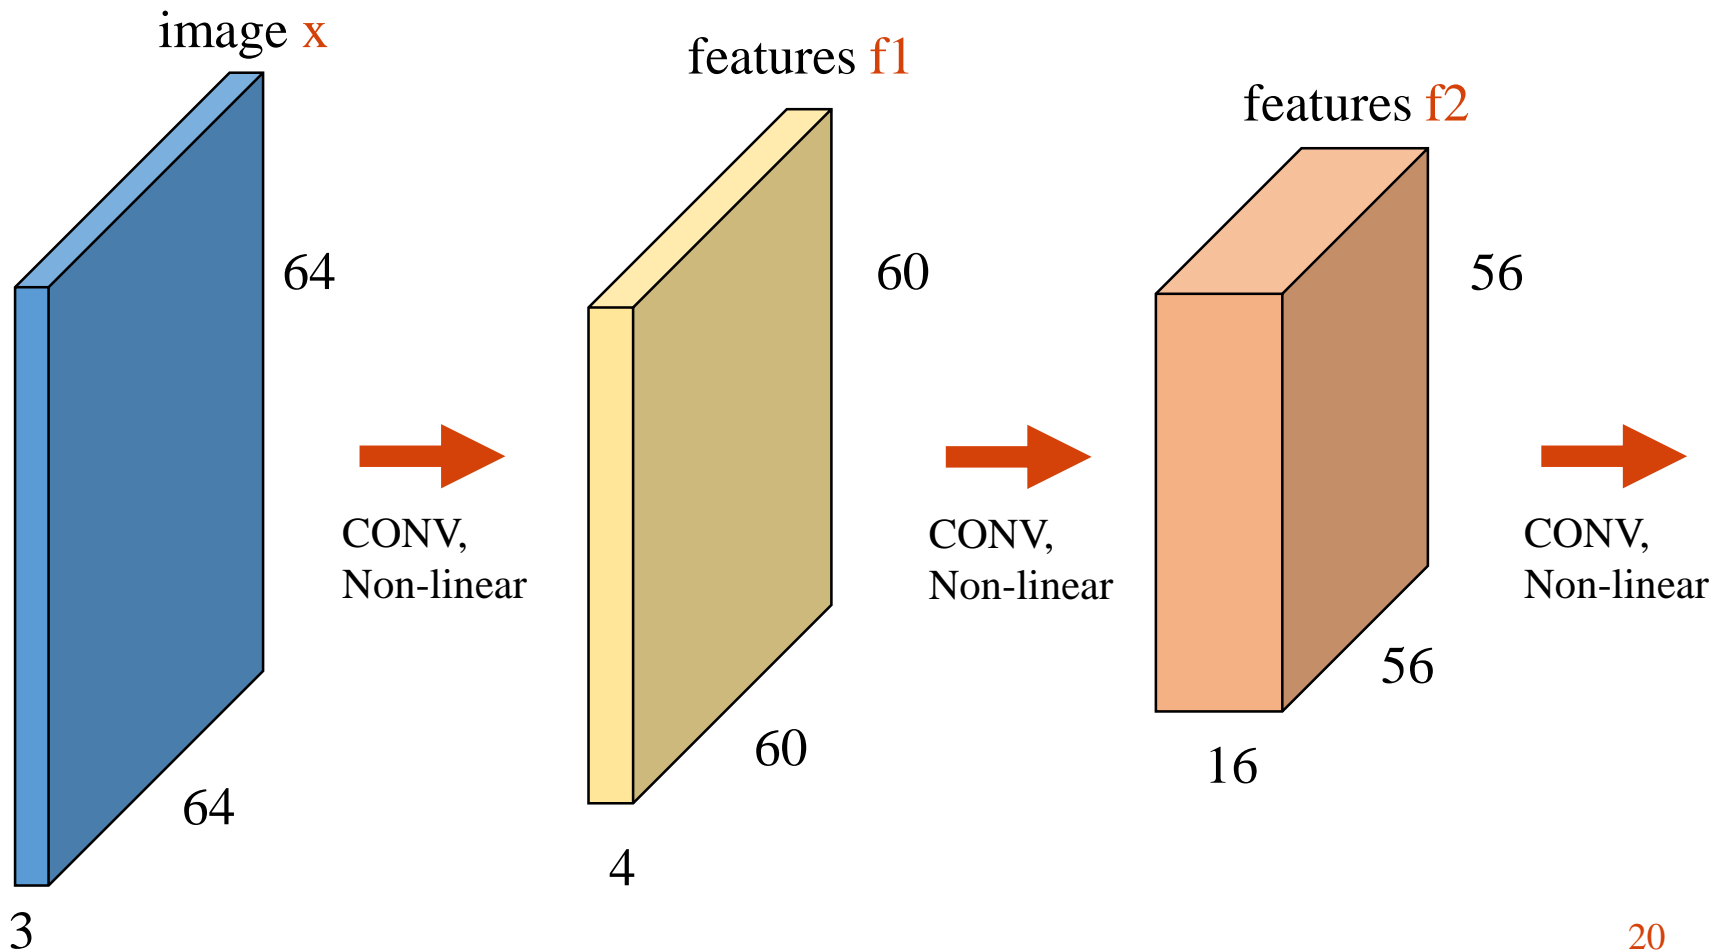 image x
64
64
3
CONV,
Non-linear
features f1
60
60
4
CONV,
Non-linear
features f2
56
56
16
CONV,
Non-linear
20